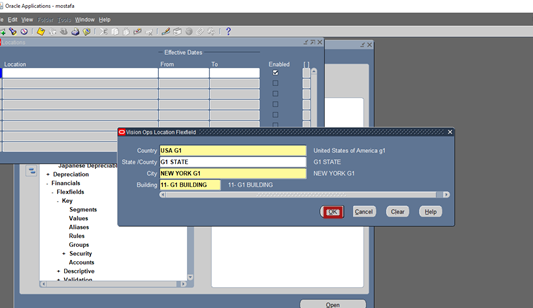 Oracle Applications - mostafa
Edit View Folder Tools Window Help
Locations
Effective Dates
Location From To Enabled [ ]
Vision Ops Location Flexfield
Country USA G1 United States of America g1
State /County G1 STATE G1 STATE
City NEW YORK G1 NEW YORK G1
Building 11- G1 BUILDING 11- G1 BUILDING
OK Cancel Clear Help
Japanese Depreciation
+ Depreciation
- Financials
- Flexfields
- Key
Segments
Values
Aliases
Rules
Groups
+ Security
Accounts
+ Descriptive
+ Validation
Open